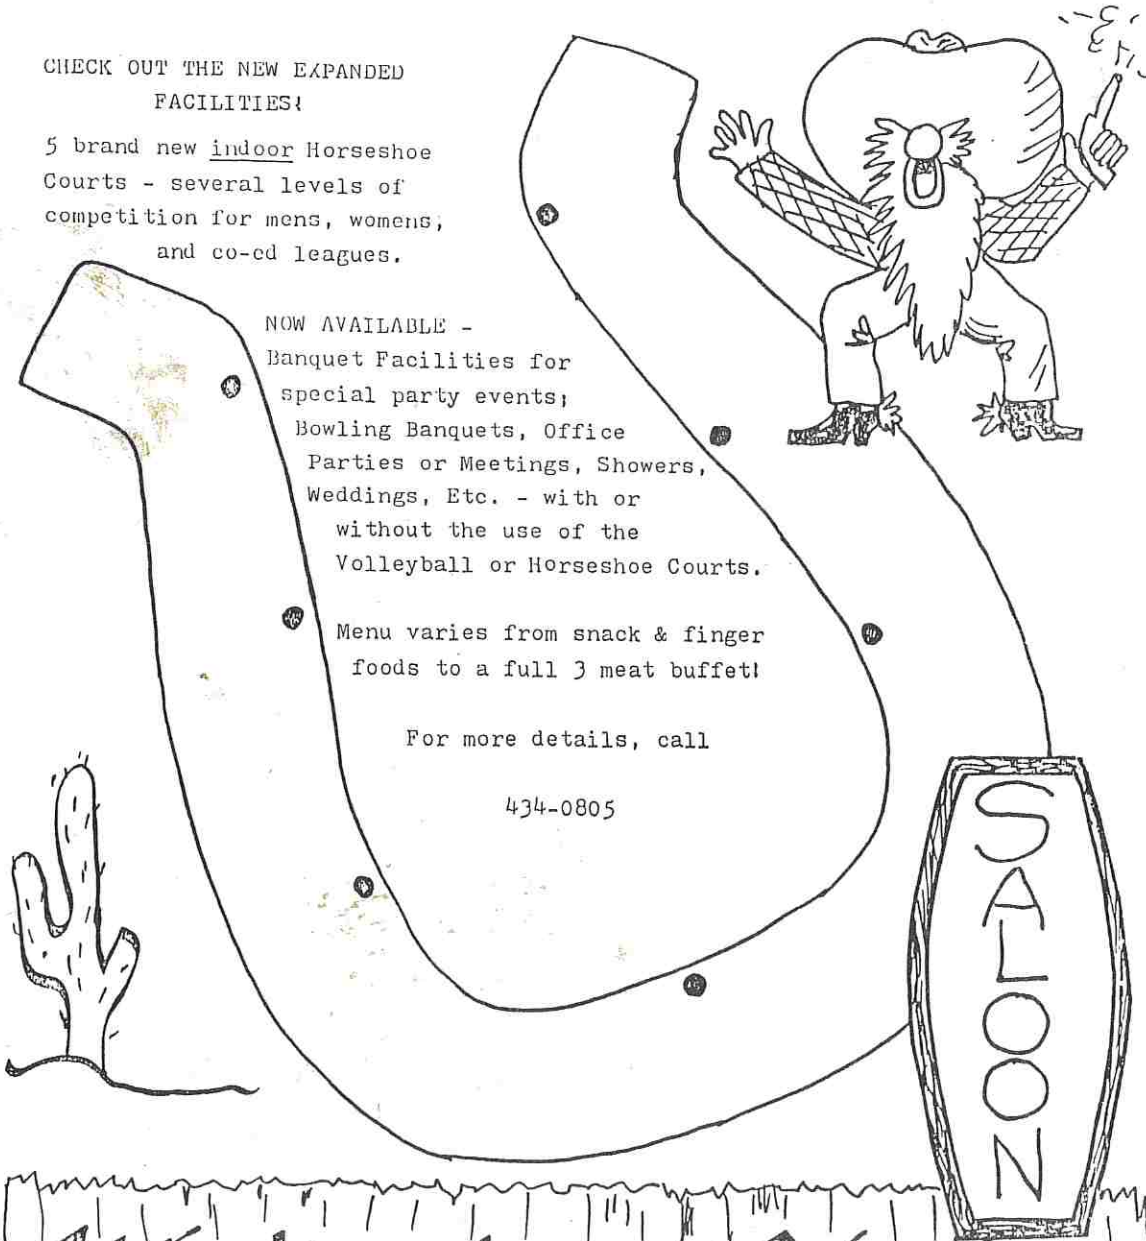 CHECK OUT THE NEW EXPANDED
FACILITIES!
5 brand new indoor Horseshoe
Courts - several levels of
competition for mens, womens,
and co-ed leagues.
NOW AVAILABLE -
Banquet Facilities for
special party events;
Bowling Banquets, Office
Parties or Meetings, Showers,
Weddings, Etc. - with or
without the use of the
Volleyball or Horseshoe Courts.
Menu varies from snack & finger
foods to a full 3 meat buffet!
For more details, call
434-0805
SALOON